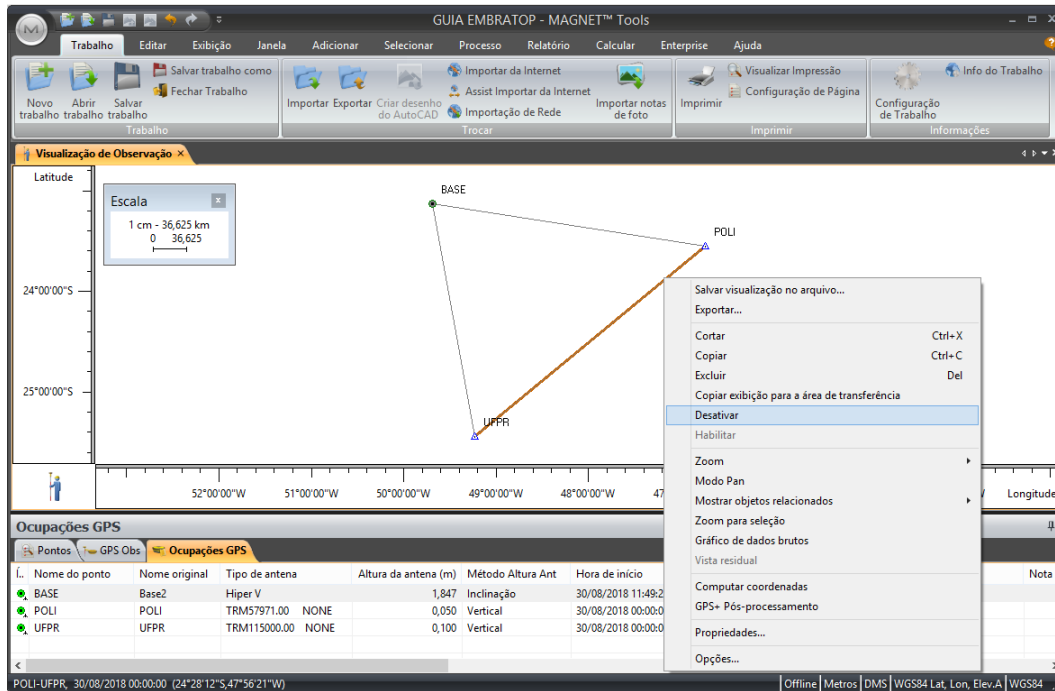 GUIA EMBRATOP - MAGNET™ Tools
M
Trabalho Editar Exibição Janela Adicionar Selecionar Processo Relatório Calcular Enterprise Ajuda
Novo trabalho
Abrir trabalho
Salvar trabalho
Salvar trabalho como
Fechar Trabalho
Trabalho
Importar Exportar
Criar desenho do AutoCAD
Importar da Internet
Assist Importar da Internet
Importação de Rede
Importar notas de foto
Trocar
Imprimir
Visualizar Impressão
Configuração de Página
Imprimir
Configuração de Trabalho
Info do Trabalho
Informações
Visualização de Observação ×
Latitude
Escala x
1 cm - 36,625 km
0 36,625
BASE
POLI
UFPR
24°00'00"S
25°00'00"S
52°00'00"W 51°00'00"W 50°00'00"W 49°00'00"W 48°00'00"W 47 Longitude
Salvar visualização no arquivo...
Exportar...
Cortar Ctrl+X
Copiar Ctrl+C
Excluir Del
Copiar exibição para a área de transferência
Desativar
Habilitar
Zoom
Modo Pan
Mostrar objetos relacionados
Zoom para seleção
Gráfico de dados brutos
Vista residual
Computar coordenadas
GPS+ Pós-processamento
Propriedades...
Opções...
Ocupações GPS
Pontos GPS Obs Ocupações GPS
Í.. Nome do ponto Nome original Tipo de antena Altura da antena (m) Método Altura Ant Hora de início Nota
BASE Base2 Hiper V 1,847 Inclinação 30/08/2018 11:49:2
POLI POLI TRM57971.00 NONE 0,050 Vertical 30/08/2018 00:00:0
UFPR UFPR TRM115000.00 NONE 0,100 Vertical 30/08/2018 00:00:0
POLI-UFPR, 30/08/2018 00:00:00 (24°28'12"S,47°56'21"W) Offline Metros DMS WGS84 Lat, Lon, Elev.A WGS84